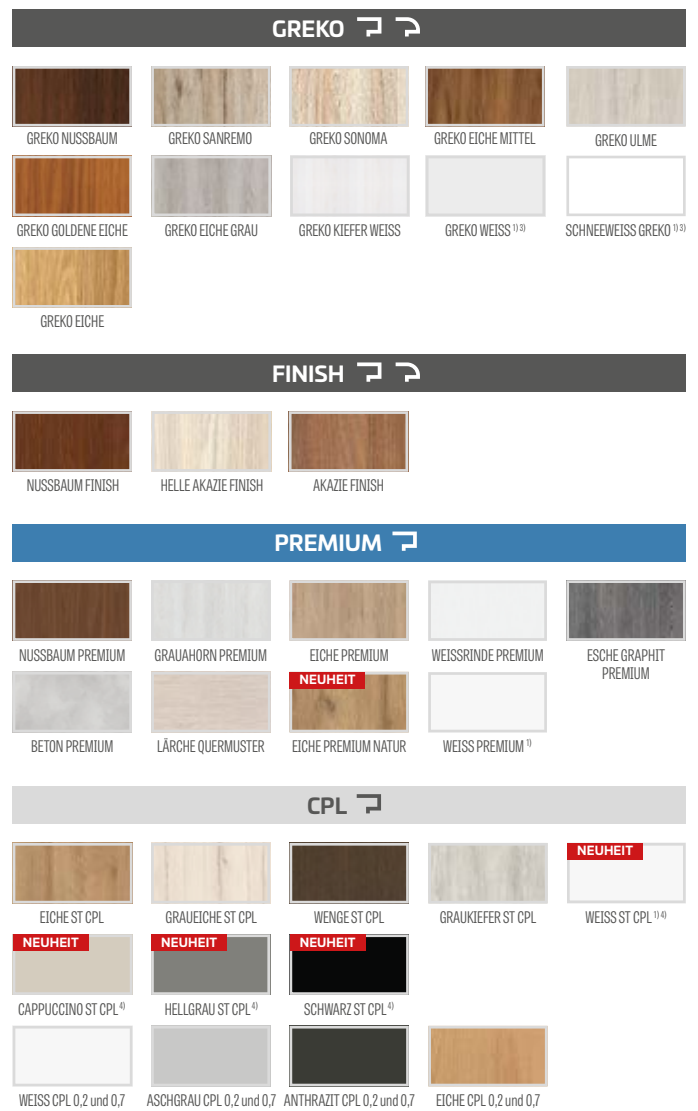 GREKO
GREKO NUSSBAUM
GREKO SANREMO
GREKO SONOMA
GREKO EICHE MITTEL
GREKO ULME
GREKO GOLDENE EICHE
GREKO EICHE GRAU
GREKO KIEFER WEISS
GREKO WEISS 1) 3)
SCHNEEWEISS GREKO 1) 3)
GREKO EICHE
FINISH
NUSSBAUM FINISH
HELLE AKAZIE FINISH
AKAZIE FINISH
PREMIUM
NUSSBAUM PREMIUM
GRAUAHORN PREMIUM
EICHE PREMIUM
WEISSRINDE PREMIUM
ESCHE GRAPHIT
PREMIUM
BETON PREMIUM
LÄRCHE QUERMUSTER
NEUHEIT
EICHE PREMIUM NATUR
WEISS PREMIUM 1)
CPL
EICHE ST CPL
GRAUEICHE ST CPL
WENGE ST CPL
GRAUKIEFER ST CPL
NEUHEIT
WEISS ST CPL 1) 4)
NEUHEIT
CAPPUCCINO ST CPL 4)
NEUHEIT
HELLGRAU ST CPL 4)
NEUHEIT
SCHWARZ ST CPL 4)
WEISS CPL 0,2 und 0,7
ASCHGRAU CPL 0,2 und 0,7
ANTHRAZIT CPL 0,2 und 0,7
EICHE CPL 0,2 und 0,7